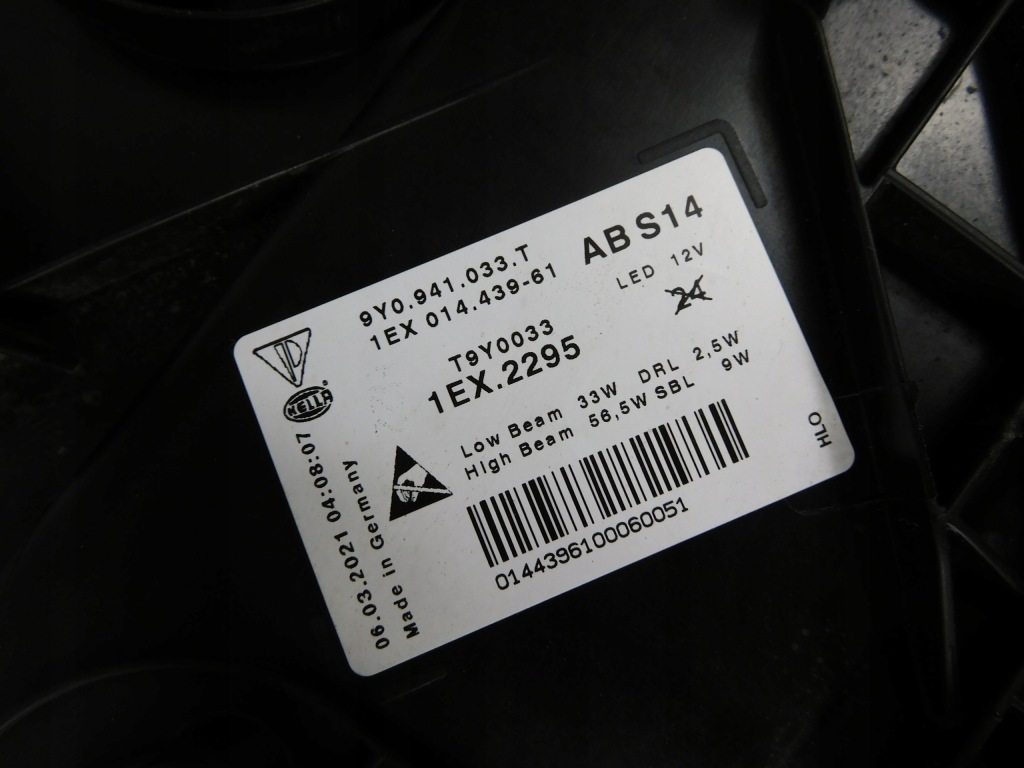 9Y0.941.033.T
1EX 014.439-61
AB S14
LED 12V
24
T9Y0033
1EX.2295
HELLA
Low Beam 33W DRL 2,5W
High Beam 56,5W SBL 9W
0144396100060051
06.03.2021 04:08:07
Made in Germany
HLO